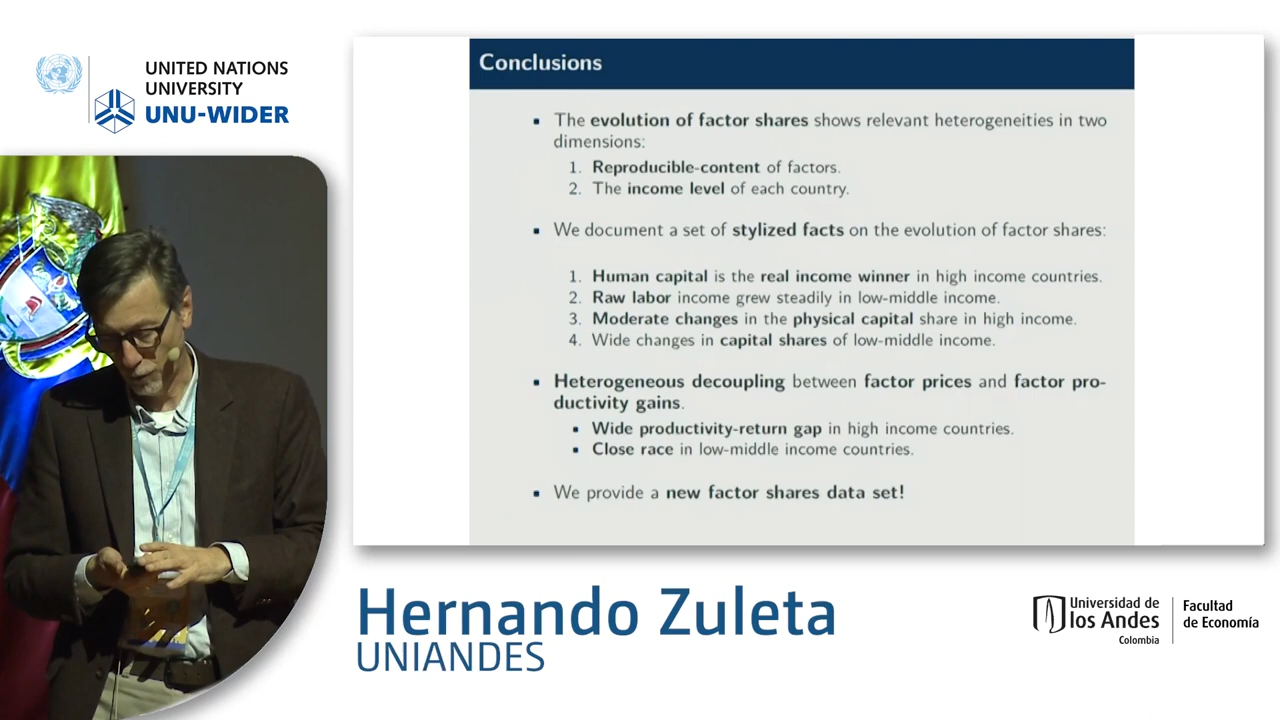 UNITED NATIONS
UNIVERSITY
UNU-WIDER
Conclusions
▪ The evolution of factor shares shows relevant heterogeneities in two
dimensions:
1. Reproducible-content of factors.
2. The income level of each country.
▪ We document a set of stylized facts on the evolution of factor shares:
1. Human capital is the real income winner in high income countries.
2. Raw labor income grew steadily in low-middle income.
3. Moderate changes in the physical capital share in high income.
4. Wide changes in capital shares of low-middle income.
▪ Heterogeneous decoupling between factor prices and factor pro-
ductivity gains.
▪ Wide productivity-return gap in high income countries.
▪ Close race in low-middle income countries.
▪ We provide a new factor shares data set!
Hernando Zuleta
UNIANDES
Universidad de
los Andes
Colombia
Facultad
de Economía